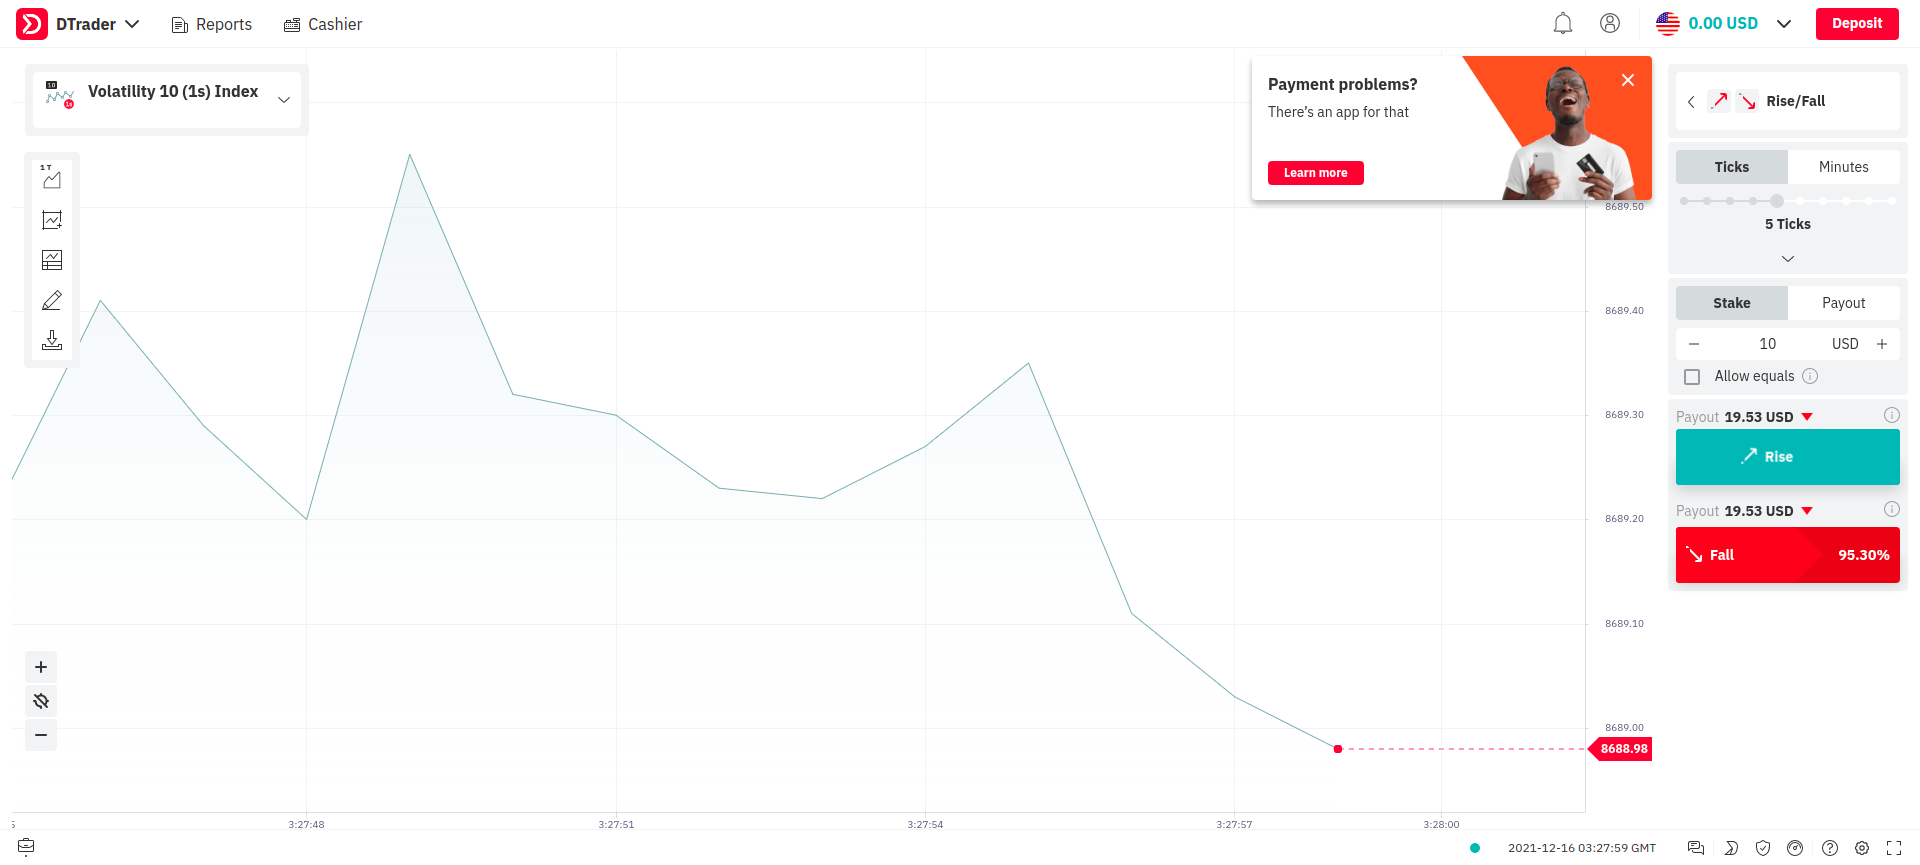 DTrader
Reports
Cashier
0.00 USD
Deposit
10
1s
Volatility 10 (1s) Index
1T
Payment problems?
There's an app for that
Learn more
Rise/Fall
Ticks
Minutes
5 Ticks
Stake
Payout
10
USD
Allow equals
Payout 19.53 USD
Rise
Payout 19.53 USD
Fall
95.30%
8689.50
8689.40
8689.30
8689.20
8689.10
8689.00
8688.98
3:27:48
3:27:51
3:27:54
3:27:57
3:28:00
2021-12-16 03:27:59 GMT